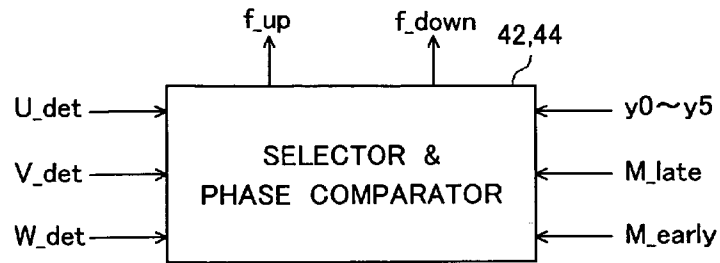 f_up
f_down
42,44
U_det
y0～y5
SELECTOR &
V_det
M_late
PHASE COMPARATOR
W_det
M_early